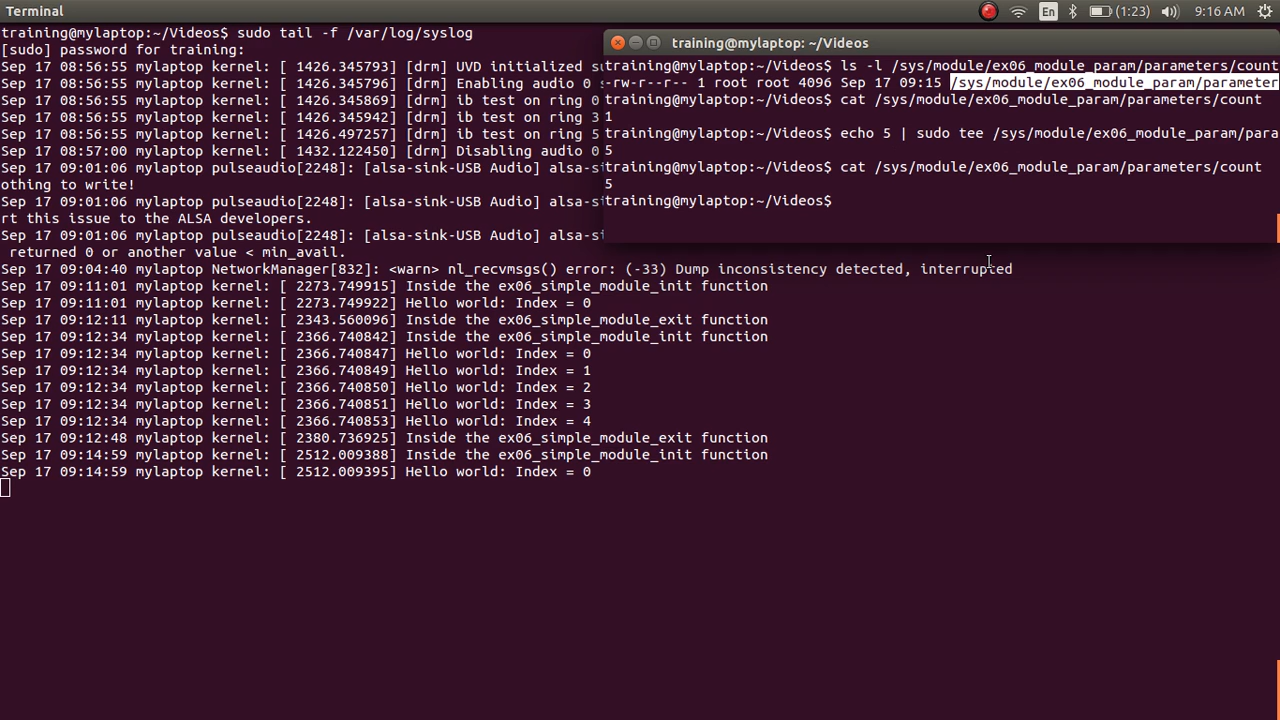 Terminal
En
(1:23)
9:16 AM
training@mylaptop:~/Videos$ sudo tail -f /var/log/syslog
[sudo] password for training:
Sep 17 08:56:55 mylaptop kernel: [ 1426.345793] [drm] UVD initialized su
Sep 17 08:56:55 mylaptop kernel: [ 1426.345796] [drm] Enabling audio 0 s
Sep 17 08:56:55 mylaptop kernel: [ 1426.345869] [drm] ib test on ring 0
Sep 17 08:56:55 mylaptop kernel: [ 1426.345942] [drm] ib test on ring 3
Sep 17 08:56:55 mylaptop kernel: [ 1426.497257] [drm] ib test on ring 5
Sep 17 08:57:00 mylaptop kernel: [ 1432.122450] [drm] Disabling audio 0
Sep 17 09:01:06 mylaptop pulseaudio[2248]: [alsa-sink-USB Audio] alsa-si
othing to write!
Sep 17 09:01:06 mylaptop pulseaudio[2248]: [alsa-sink-USB Audio] alsa-si
rt this issue to the ALSA developers.
Sep 17 09:01:06 mylaptop pulseaudio[2248]: [alsa-sink-USB Audio] alsa-si
returned 0 or another value < min_avail.
Sep 17 09:04:40 mylaptop NetworkManager[832]: <warn> nl_recvmsgs() error: (-33) Dump inconsistency detected, interrupted
Sep 17 09:11:01 mylaptop kernel: [ 2273.749915] Inside the ex06_simple_module_init function
Sep 17 09:11:01 mylaptop kernel: [ 2273.749922] Hello world: Index = 0
Sep 17 09:12:11 mylaptop kernel: [ 2343.560096] Inside the ex06_simple_module_exit function
Sep 17 09:12:34 mylaptop kernel: [ 2366.740842] Inside the ex06_simple_module_init function
Sep 17 09:12:34 mylaptop kernel: [ 2366.740847] Hello world: Index = 0
Sep 17 09:12:34 mylaptop kernel: [ 2366.740849] Hello world: Index = 1
Sep 17 09:12:34 mylaptop kernel: [ 2366.740850] Hello world: Index = 2
Sep 17 09:12:34 mylaptop kernel: [ 2366.740851] Hello world: Index = 3
Sep 17 09:12:34 mylaptop kernel: [ 2366.740853] Hello world: Index = 4
Sep 17 09:12:48 mylaptop kernel: [ 2380.736925] Inside the ex06_simple_module_exit function
Sep 17 09:14:59 mylaptop kernel: [ 2512.009388] Inside the ex06_simple_module_init function
Sep 17 09:14:59 mylaptop kernel: [ 2512.009395] Hello world: Index = 0
training@mylaptop: ~/Videos
training@mylaptop:~/Videos$ ls -l /sys/module/ex06_module_param/parameters/count
-rw-r--r-- 1 root root 4096 Sep 17 09:15 /sys/module/ex06_module_param/parameter
training@mylaptop:~/Videos$ cat /sys/module/ex06_module_param/parameters/count
1
training@mylaptop:~/Videos$ echo 5 | sudo tee /sys/module/ex06_module_param/para
5
training@mylaptop:~/Videos$ cat /sys/module/ex06_module_param/parameters/count
5
training@mylaptop:~/Videos$